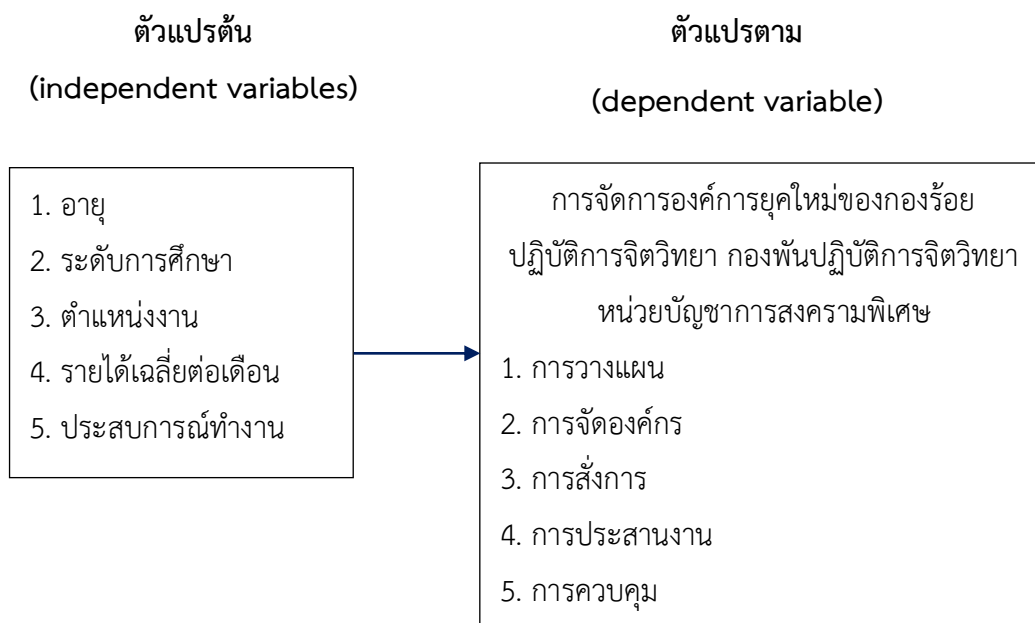 ตัวแปรต้น
(independent variables)
1. อายุ
2. ระดับการศึกษา
3. ตำแหน่งงาน
4. รายได้เฉลี่ยต่อเดือน
5. ประสบการณ์ทำงาน
ตัวแปรตาม
(dependent variable)
การจัดการองค์การยุคใหม่ของกองร้อย
ปฏิบัติการจิตวิทยา กองพันปฏิบัติการจิตวิทยา
หน่วยบัญชาการสงครามพิเศษ
1. การวางแผน
2. การจัดองค์กร
3. การสั่งการ
4. การประสานงาน
5. การควบคุม